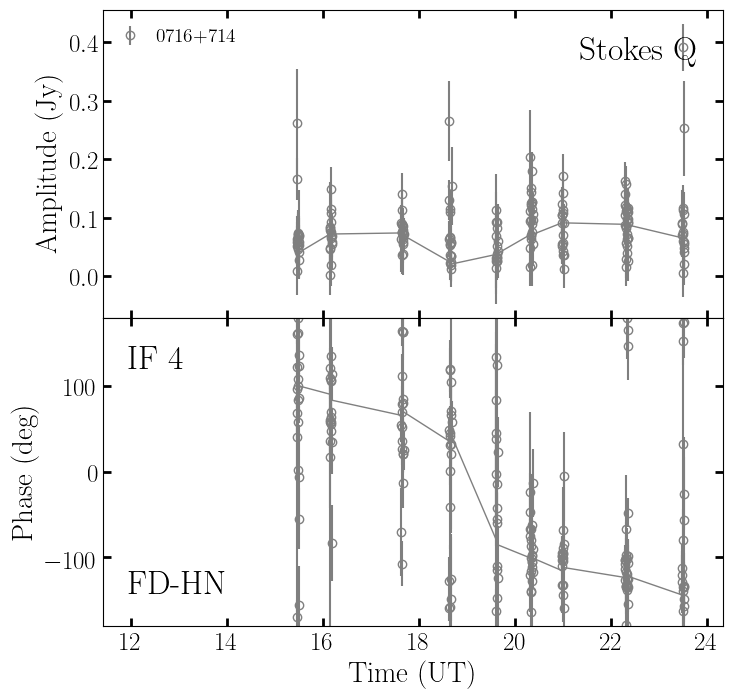 0716+714
Stokes Q
0.4
0.3
0.2
0.1
0.0
Amplitude (Jy)
IF 4
100
0
−100
Phase (deg)
FD-HN
12 14 16 18 20 22 24
Time (UT)